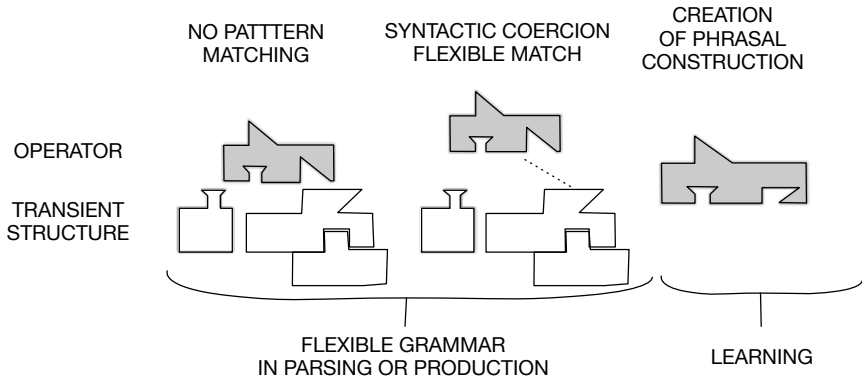 NO PATTTERN
MATCHING
SYNTACTIC COERCION
FLEXIBLE MATCH
CREATION
OF PHRASAL
CONSTRUCTION
OPERATOR
TRANSIENT
STRUCTURE
FLEXIBLE GRAMMAR
IN PARSING OR PRODUCTION
LEARNING